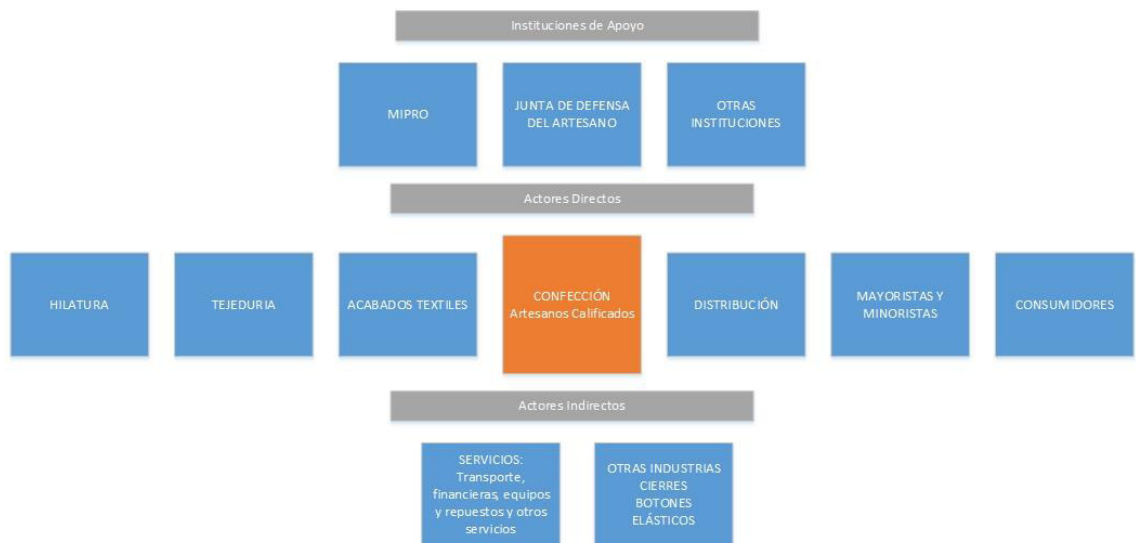 Instituciones de Apoyo
MIPRO
JUNTA DE DEFENSA
DEL ARTESANO
OTRAS
INSTITUCIONES
Actores Directos
HILATURA
TEJEDURIA
ACABADOS TEXTILES
CONFECCIÓN
Artesanos Calificados
DISTRIBUCIÓN
MAYORISTAS Y
MINORISTAS
CONSUMIDORES
Actores Indirectos
SERVICIOS:
Transporte,
financieras, equipos
y repuestos y otros
servicios
OTRAS INDUSTRIAS
CIERRES
BOTONES
ELÁSTICOS